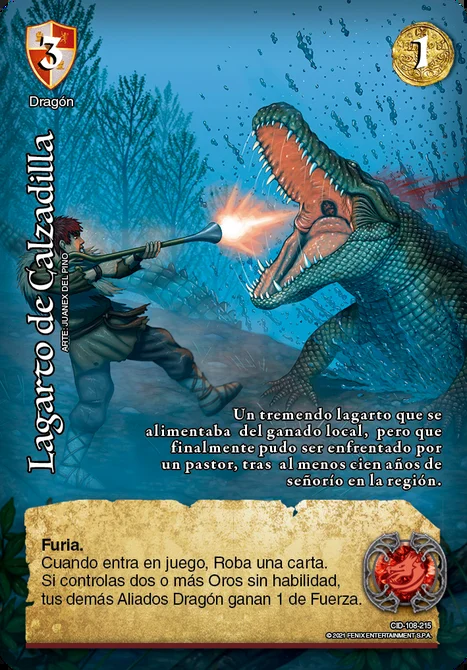 3
1
Dragón
Lagarto de Calzadilla
ARTE: JUANEX DEL PINO
Un tremendo lagarto que se
alimentaba del ganado local, pero que
finalmente pudo ser enfrentado por
un pastor, tras al menos cien años de
señorío en la región.
Furia.
Cuando entra en juego, Roba una carta.
Si controlas dos o más Oros sin habilidad,
tus demás Aliados Dragón ganan 1 de Fuerza.
CID-108-215
© 2021 FENIX ENTERTAINMENT S.P.A.